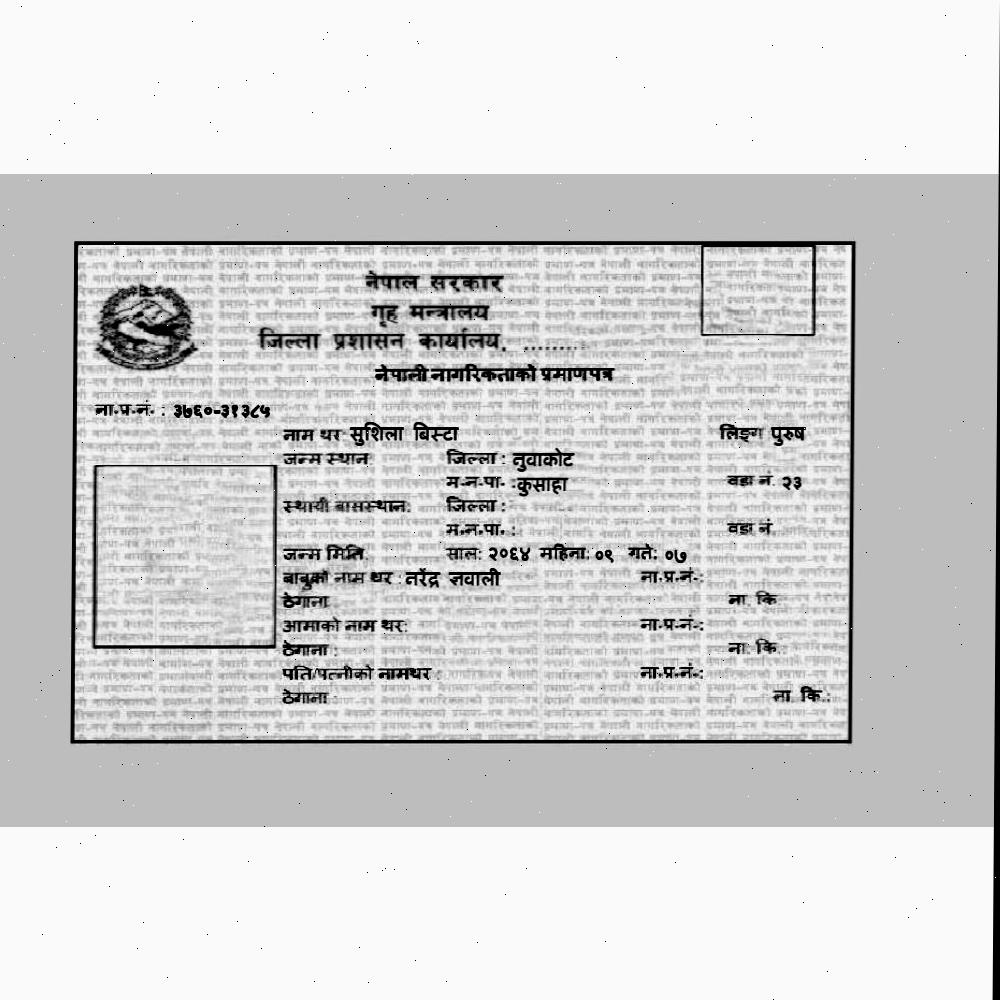 नेपाल सरकार
गृह मन्त्रालय
जिल्ला प्रशासन कार्यालय, .........
नेपाली नागरिकताको प्रमाणपत्र
ना.प्र.नं. : ३७६०-३१३८५
नाम थर सुशिला बिस्टा लिङ्ग पुरुष
जन्म स्थान जिल्ला : नुवाकोट
म.न.पा. :कुसाहा वडा नं. २३
स्थायी बासस्थान: जिल्ला :
म.न.पा. : वडा नं
जन्म मिति. साल: २०६४ महिना: ०९ गते: ०७
बाबुको नाम थर : नरेंद्र ज्ञवाली ना.प्र.नं.:
ठेगाना ना. कि
आमाको नाम थर: ना.प्र.नं.:
ठेगाना : ना. कि.
पति/पत्नीको नामथर : ना.प्र.नं.:
ठेगाना ना. कि.: